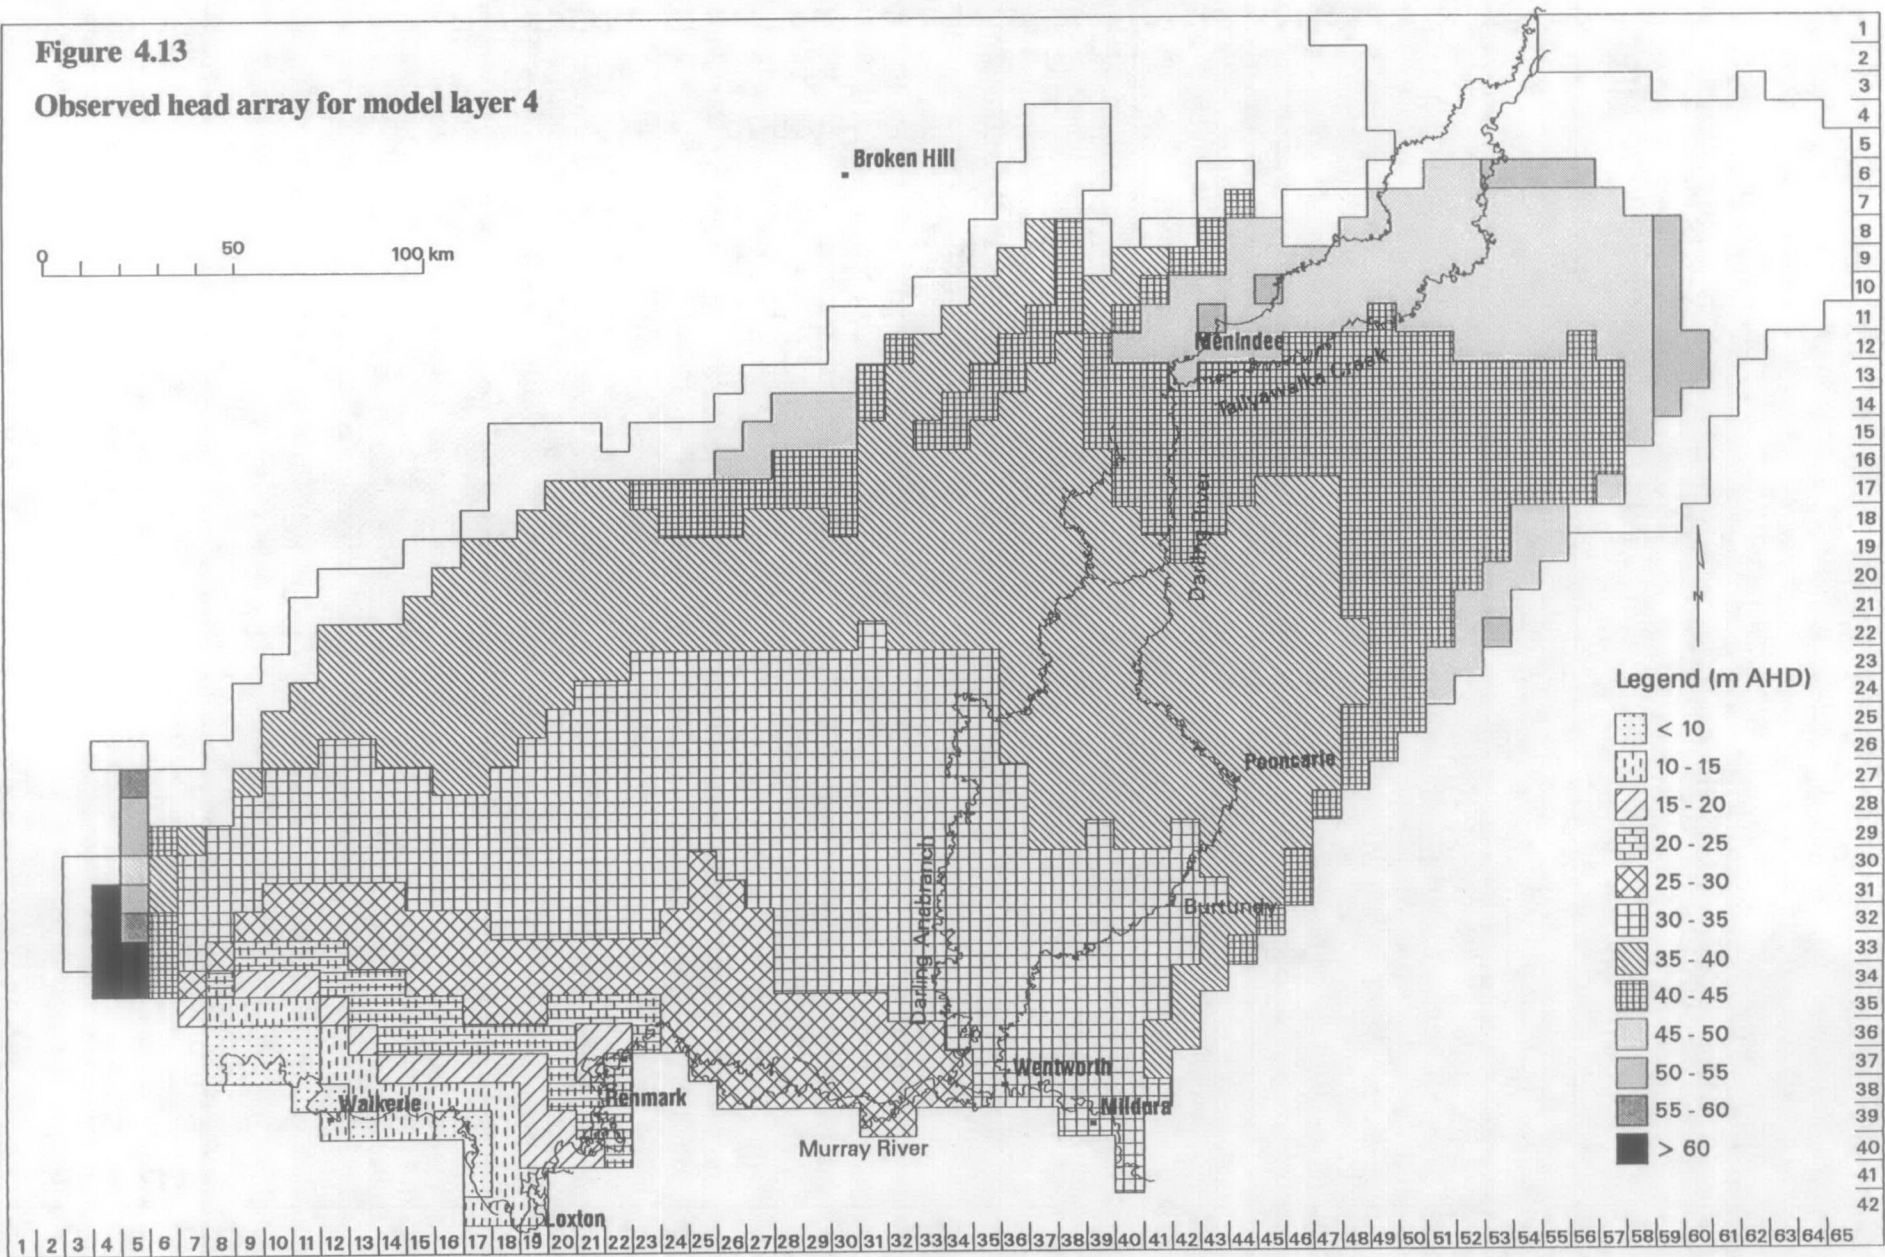 Figure 4.13
Observed head array for model layer 4
Broken Hill
0 50 100 km
Menindee
Tallyawalka Creek
Darling River
N
Pooncarie
Darling Anabranch
Burtundy
Wentworth
Mildura
Waikerie
Renmark
Murray River
Loxton
Legend (m AHD)
< 10
10 - 15
15 - 20
20 - 25
25 - 30
30 - 35
35 - 40
40 - 45
45 - 50
50 - 55
55 - 60
> 60
1
2
3
4
5
6
7
8
9
10
11
12
13
14
15
16
17
18
19
20
21
22
23
24
25
26
27
28
29
30
31
32
33
34
35
36
37
38
39
40
41
42
1 2 3 4 5 6 7 8 9 10 11 12 13 14 15 16 17 18 19 20 21 22 23 24 25 26 27 28 29 30 31 32 33 34 35 36 37 38 39 40 41 42 43 44 45 46 47 48 49 50 51 52 53 54 55 56 57 58 59 60 61 62 63 64 65